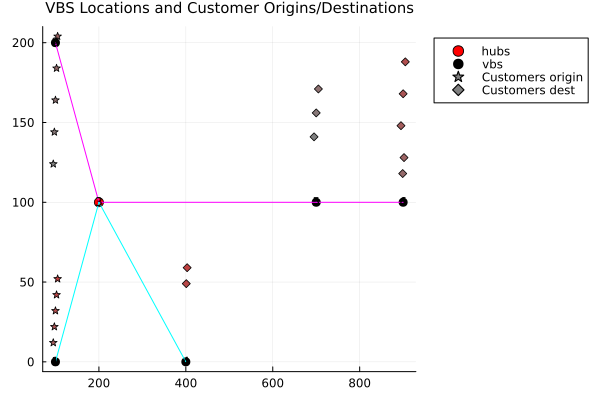 VBS Locations and Customer Origins/Destinations
200
150
100
50
0
200
400
600
800
hubs
vbs
Customers origin
Customers dest